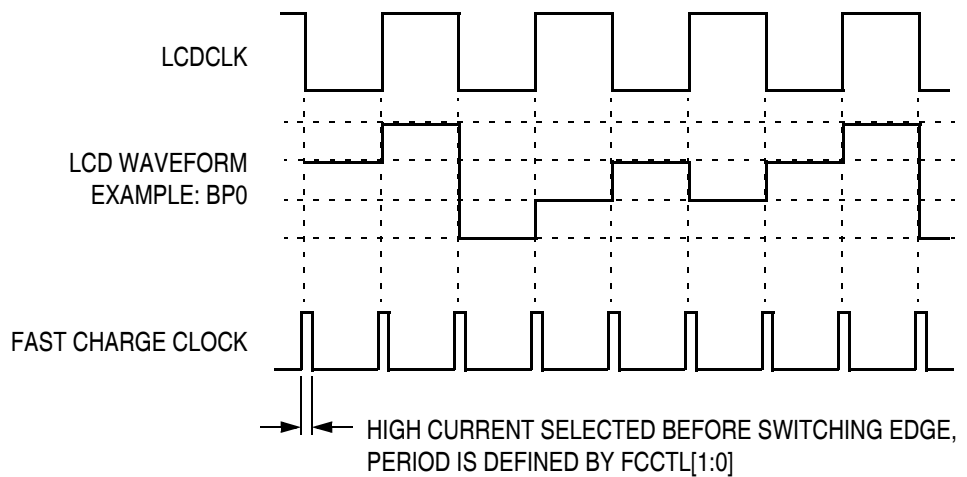 LCDCLK
LCD WAVEFORM
EXAMPLE: BP0
FAST CHARGE CLOCK
HIGH CURRENT SELECTED BEFORE SWITCHING EDGE,
PERIOD IS DEFINED BY FCCTL[1:0]